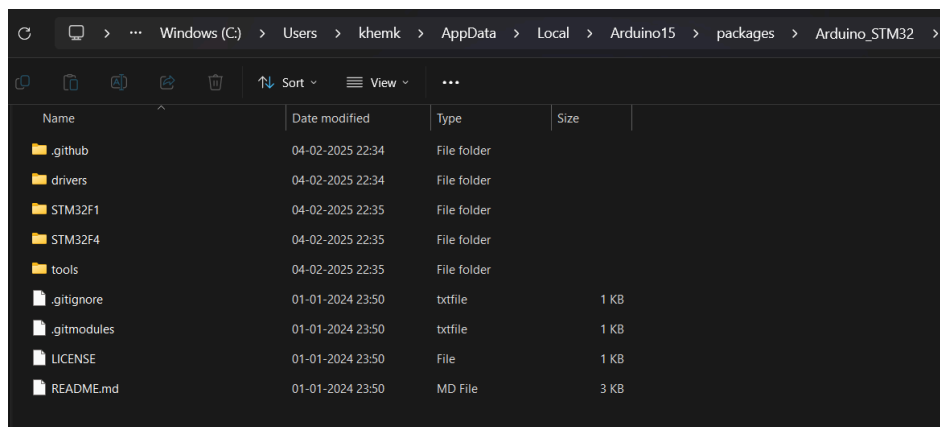 ··· Windows (C:) > Users > khemk > AppData > Local > Arduino15 > packages > Arduino_STM32 >
Sort View ···
Name Date modified Type Size
.github 04-02-2025 22:34 File folder
drivers 04-02-2025 22:34 File folder
STM32F1 04-02-2025 22:35 File folder
STM32F4 04-02-2025 22:35 File folder
tools 04-02-2025 22:35 File folder
.gitignore 01-01-2024 23:50 txtfile 1 KB
.gitmodules 01-01-2024 23:50 txtfile 1 KB
LICENSE 01-01-2024 23:50 File 1 KB
README.md 01-01-2024 23:50 MD File 3 KB